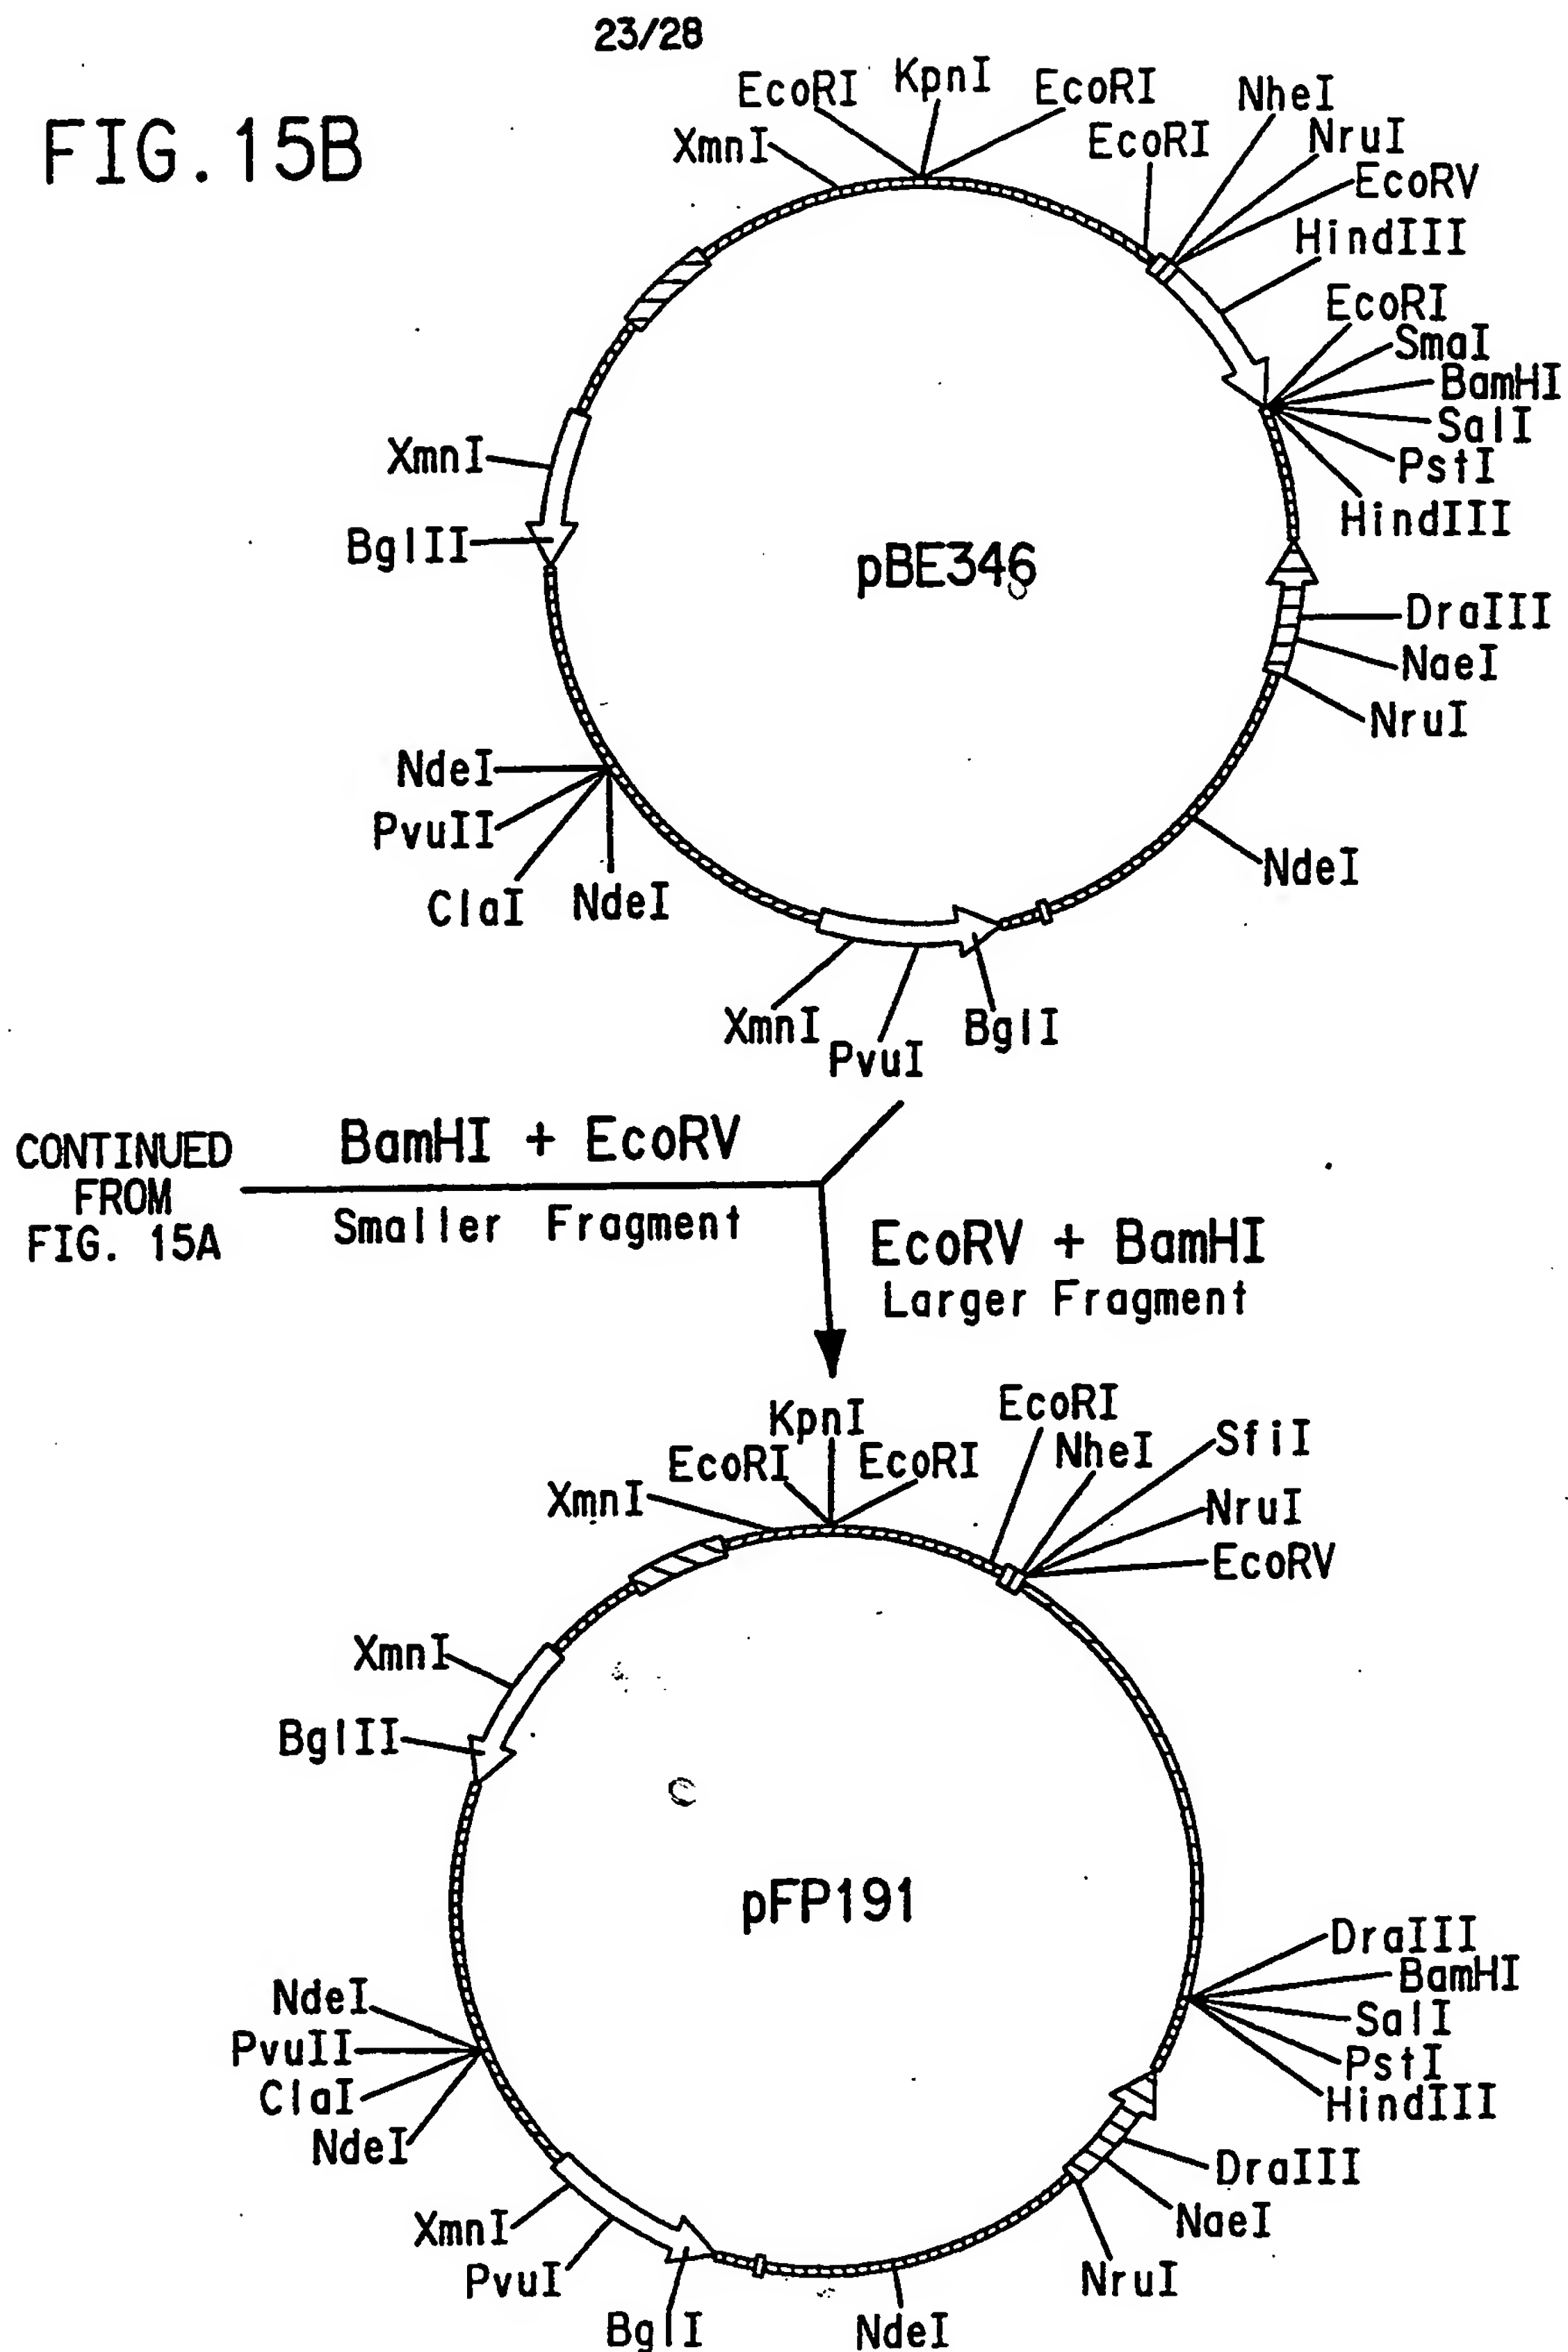 23/28
FIG. 15B
EcoRI
KpnI
EcoRI
NheI
XmnI
EcoRI
NruI
EcoRV
HindIII
EcoRI
SmaI
BamHI
SalI
PstI
HindIII
XmnI
BglII
pBE346
DraIII
NaeI
NruI
NdeI
PvuII
ClaI
NdeI
NdeI
XmnI
PvuI
BglI
CONTINUED
FROM
FIG. 15A
BamHI + EcoRV
Smaller Fragment
EcoRV + BamHI
Larger Fragment
KpnI
EcoRI
EcoRI
EcoRI
NheI
SfiI
XmnI
NruI
EcoRV
XmnI
BglII
pFP191
DraIII
BamHI
SalI
PstI
HindIII
NdeI
PvuII
ClaI
NdeI
DraIII
NaeI
NruI
XmnI
PvuI
BglI
NdeI